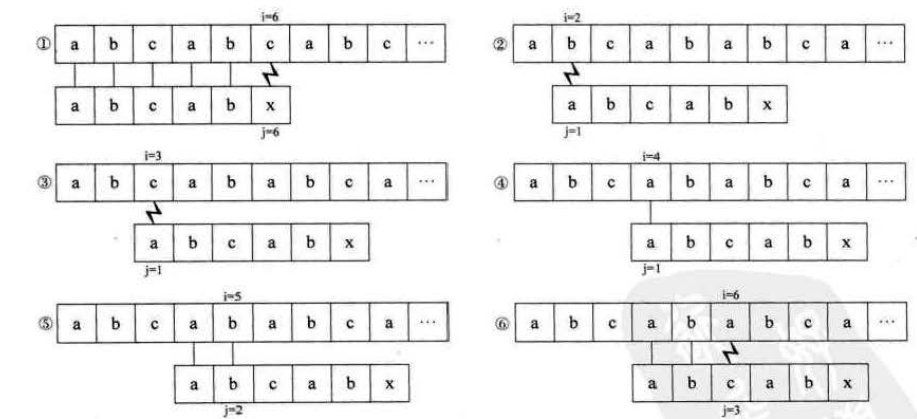 i=6
① a b c a b c a b c ···
a b c a b x
j=6
i=2
② a b c a b a b c a ···
a b c a b x
j=1
i=3
③ a b c a b a b c a ···
a b c a b x
j=1
i=4
④ a b c a b a b c a ···
a b c a b x
j=1
i=5
⑤ a b c a b a b c a ···
a b c a b x
j=2
i=6
⑥ a b c a b a b c a ···
a b c a b x
j=3